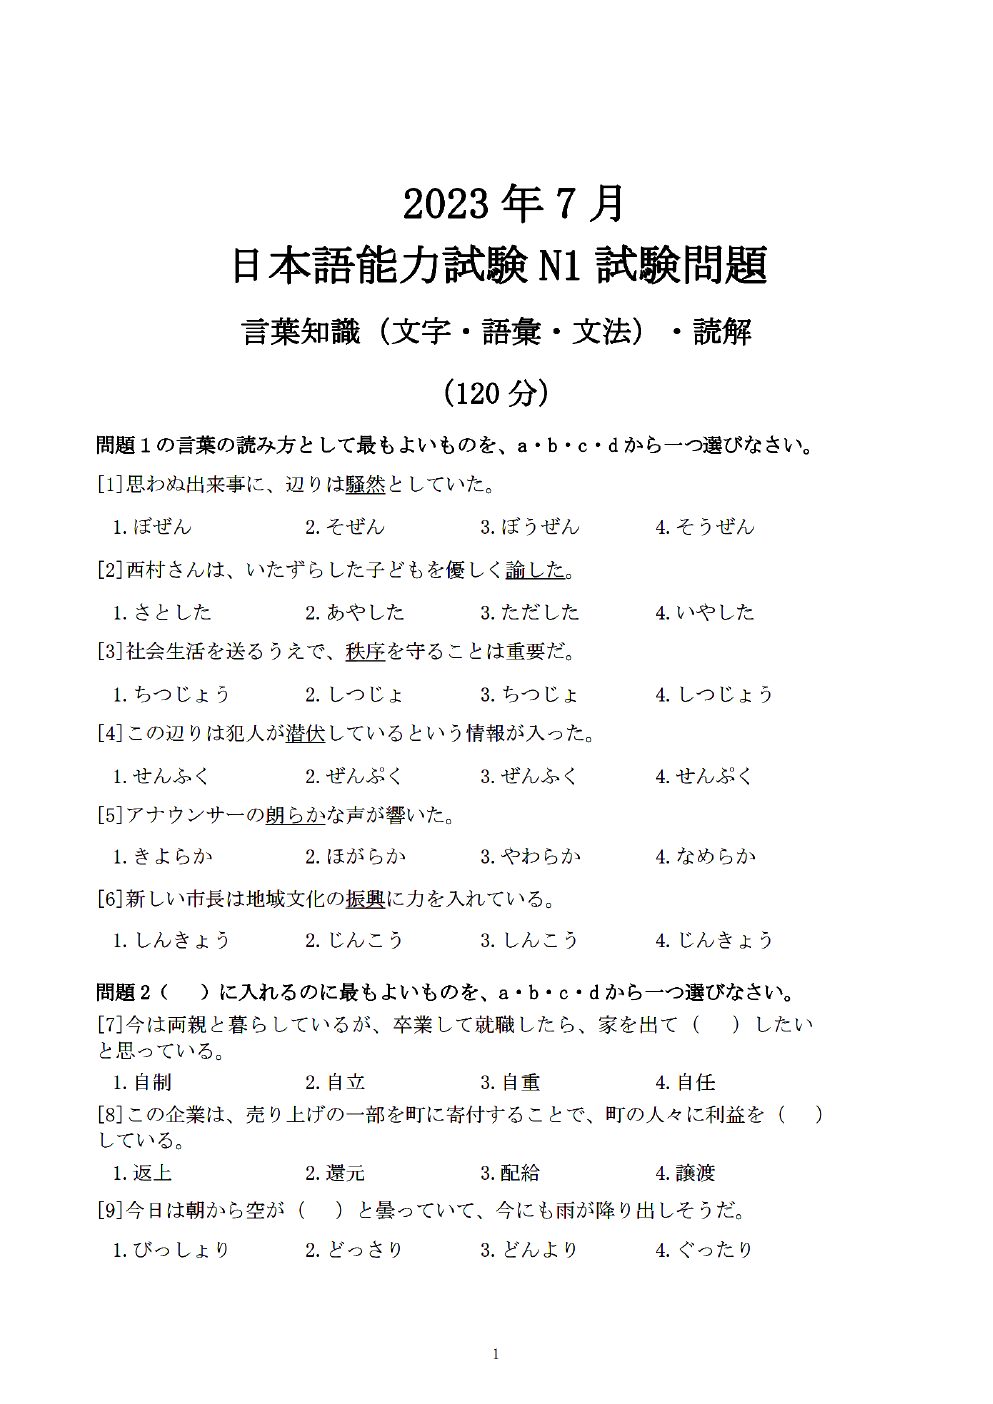 2023 年 7 月
日本語能力試験 N1 試験問題
言葉知識（文字・語彙・文法）・読解
（120 分）
問題１の言葉の読み方として最もよいものを、a・b・c・d から一つ選びなさい。
[1]思わぬ出来事に、辺りは騒然としていた。
1.ぼぜん 2.そぜん 3.ぼうぜん 4.そうぜん
[2]西村さんは、いたずらした子どもを優しく諭した。
1.さとした 2.あやした 3.ただした 4.いやした
[3]社会生活を送るうえで、秩序を守ることは重要だ。
1.ちつじょう 2.しつじょ 3.ちつじょ 4.しつじょう
[4]この辺りは犯人が潜伏しているという情報が入った。
1.せんふく 2.ぜんぷく 3.ぜんふく 4.せんぷく
[5]アナウンサーの朗らかな声が響いた。
1.きよらか 2.ほがらか 3.やわらか 4.なめらか
[6]新しい市長は地域文化の振興に力を入れている。
1.しんきょう 2.じんこう 3.しんこう 4.じんきょう
問題 2（　）に入れるのに最もよいものを、a・b・c・d から一つ選びなさい。
[7]今は両親と暮らしているが、卒業して就職したら、家を出て（　）したい
と思っている。
1.自制 2.自立 3.自重 4.自任
[8]この企業は、売り上げの一部を町に寄付することで、町の人々に利益を（　）
している。
1.返上 2.還元 3.配給 4.譲渡
[9]今日は朝から空が（　）と曇っていて、今にも雨が降り出しそうだ。
1.びっしょり 2.どっさり 3.どんより 4.ぐったり
1